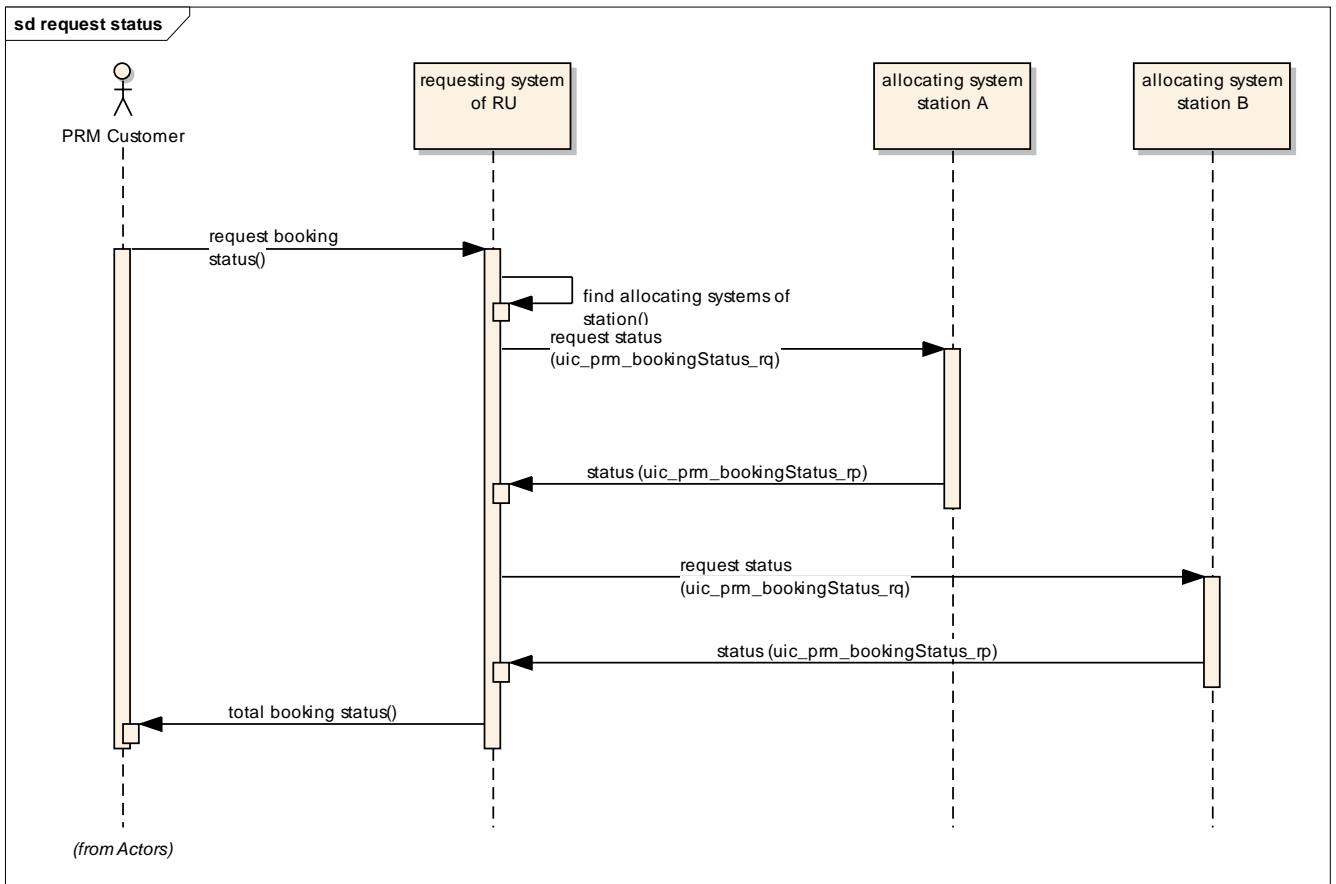 sd request status
PRM Customer
requesting system
of RU
allocating system
station A
allocating system
station B
request booking
status()
find allocating systems of
station()
request status
(uic_prm_bookingStatus_rq)
status (uic_prm_bookingStatus_rp)
request status
(uic_prm_bookingStatus_rq)
status (uic_prm_bookingStatus_rp)
total booking status()
(from Actors)